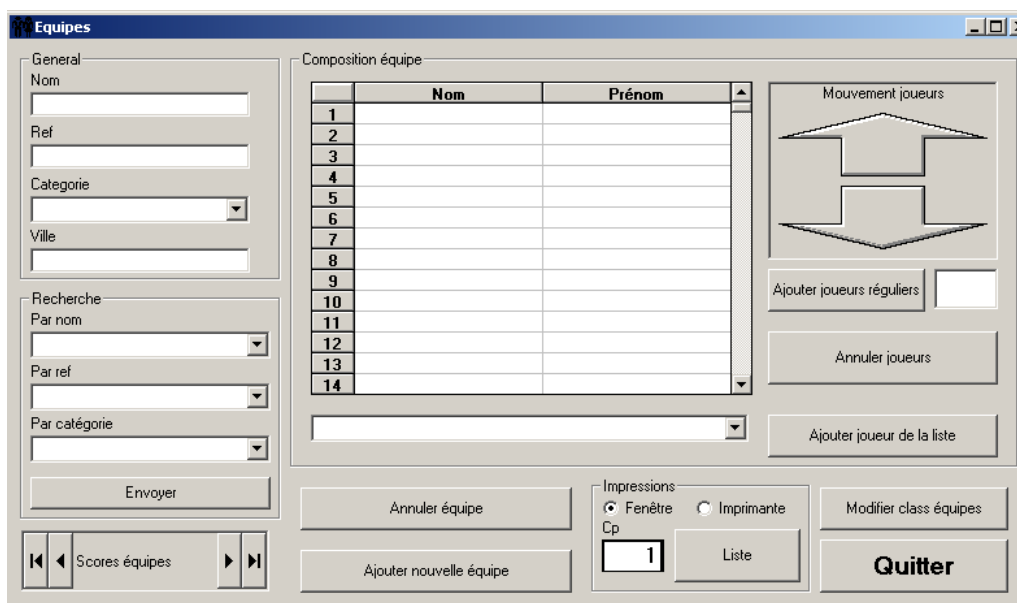 Equipes
General
Nom
Ref
Categorie
Ville
Recherche
Par nom
Par ref
Par catégorie
Envoyer
Scores équipes
Composition équipe
Nom Prénom
1
2
3
4
5
6
7
8
9
10
11
12
13
14
Mouvement joueurs
Ajouter joueurs réguliers
Annuler joueurs
Ajouter joueur de la liste
Annuler équipe
Ajouter nouvelle équipe
Impressions
Fenêtre Imprimante
Cp
1
Liste
Modifier class équipes
Quitter